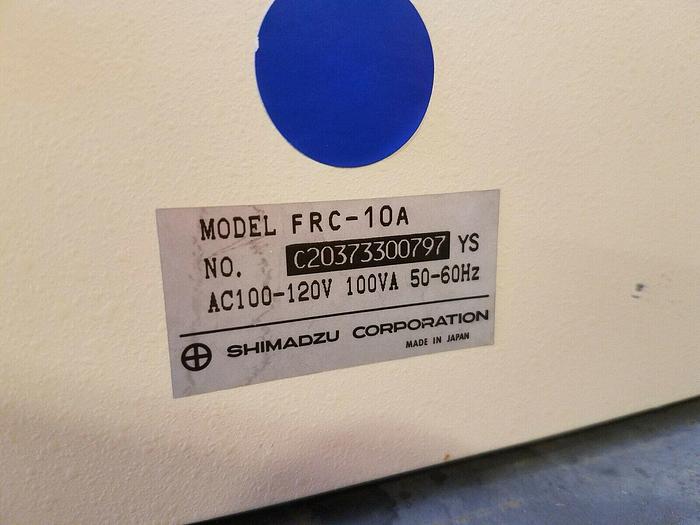 MODEL FRC-10A
NO. C20373300797 YS
AC100-120V 100VA 50-60Hz
SHIMADZU CORPORATION
MADE IN JAPAN